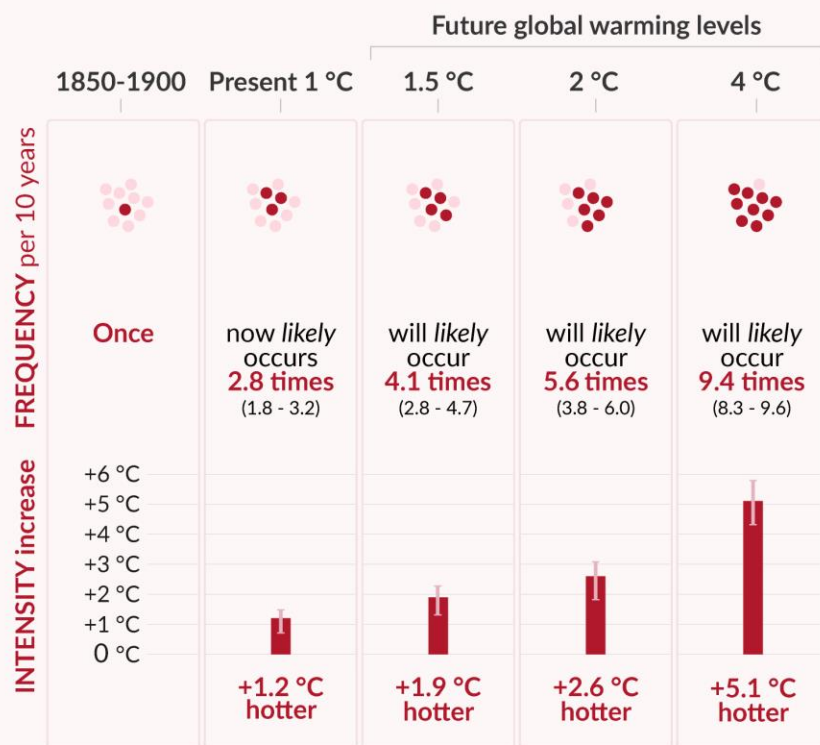 Future global warming levels
1850-1900
Present 1 °C
1.5 °C
2 °C
4 °C
FREQUENCY per 10 years
Once
now likely
occurs
2.8 times
(1.8 - 3.2)
will likely
occur
4.1 times
(2.8 - 4.7)
will likely
occur
5.6 times
(3.8 - 6.0)
will likely
occur
9.4 times
(8.3 - 9.6)
INTENSITY increase
+6 °C
+5 °C
+4 °C
+3 °C
+2 °C
+1 °C
0 °C
+1.2 °C
hotter
+1.9 °C
hotter
+2.6 °C
hotter
+5.1 °C
hotter